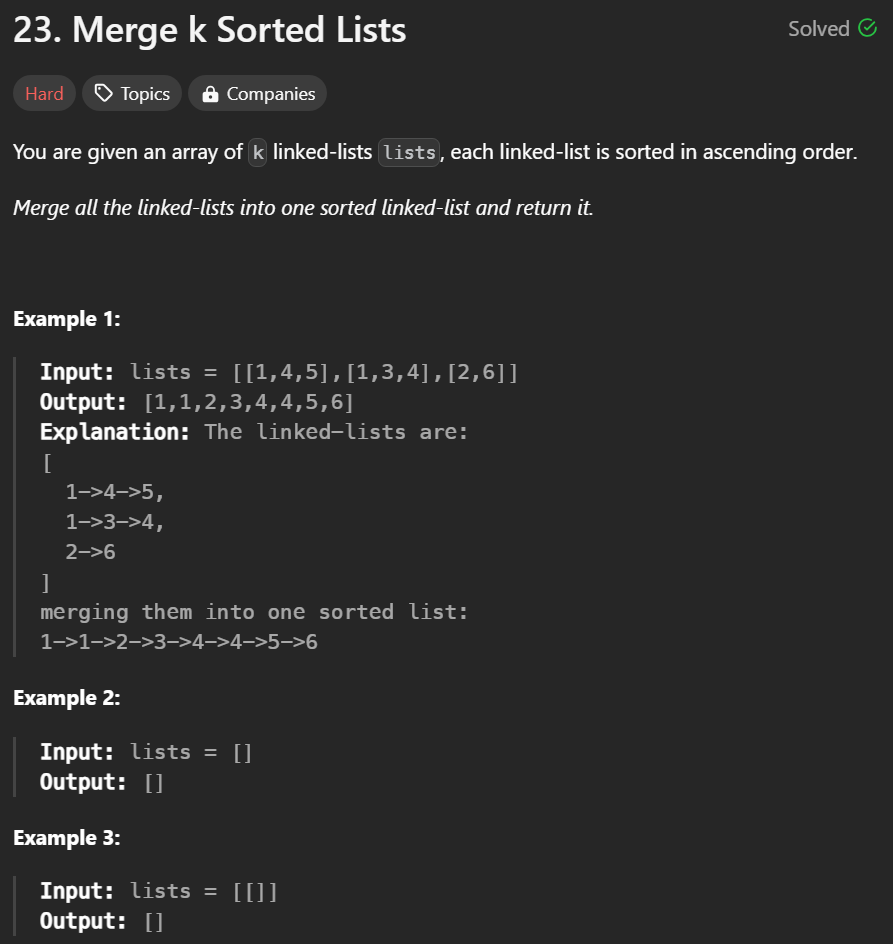 23. Merge k Sorted Lists
Solved
Hard Topics Companies
You are given an array of k linked-lists lists, each linked-list is sorted in ascending order.
Merge all the linked-lists into one sorted linked-list and return it.
Example 1:
Input: lists = [[1,4,5],[1,3,4],[2,6]]
Output: [1,1,2,3,4,4,5,6]
Explanation: The linked-lists are:
[
  1->4->5,
  1->3->4,
  2->6
]
merging them into one sorted list:
1->1->2->3->4->4->5->6
Example 2:
Input: lists = []
Output: []
Example 3:
Input: lists = [[]]
Output: []